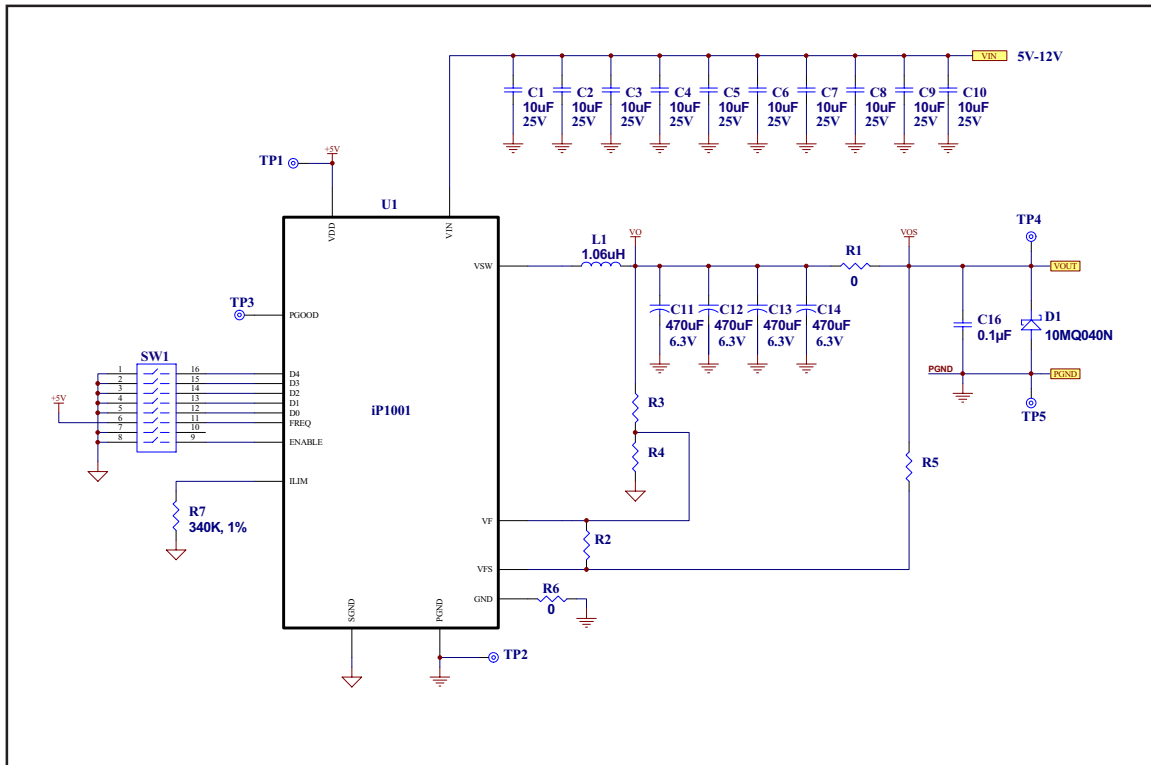 VIN 5V-12V
C1 C2 C3 C4 C5 C6 C7 C8 C9 C10
10uF 10uF 10uF 10uF 10uF 10uF 10uF 10uF 10uF 10uF
25V 25V 25V 25V 25V 25V 25V 25V 25V 25V
+5V
TP1
U1
VDD
VIN
TP4
L1
1.06uH
VO
R1
0
VOS
VSW
VOUT
TP3
PGOOD
C11 C12 C13 C14
470uF 470uF 470uF 470uF
6.3V 6.3V 6.3V 6.3V
C16
0.1µF
D1
10MQ040N
PGND
PGND
TP5
SW1
1 16 D4
2 15 D3
3 14 D2
4 13 D1
5 12 D0
6 11 FREQ
7 10
8 9 ENABLE
+5V
iP1001
R3
R4
R5
ILIM
R7
340K, 1%
VF
R2
VFS
GND
R6
0
SGND
PGND
TP2